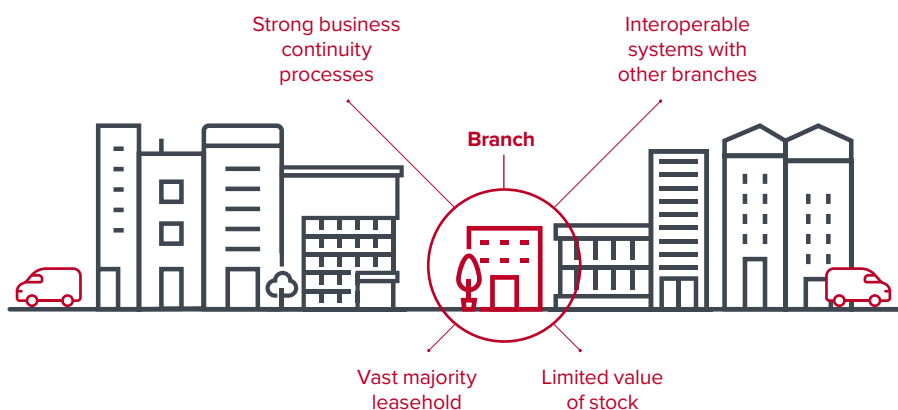 Strong business
continuity
processes
Interoperable
systems with
other branches
Branch
Vast majority
leasehold
Limited value
of stock